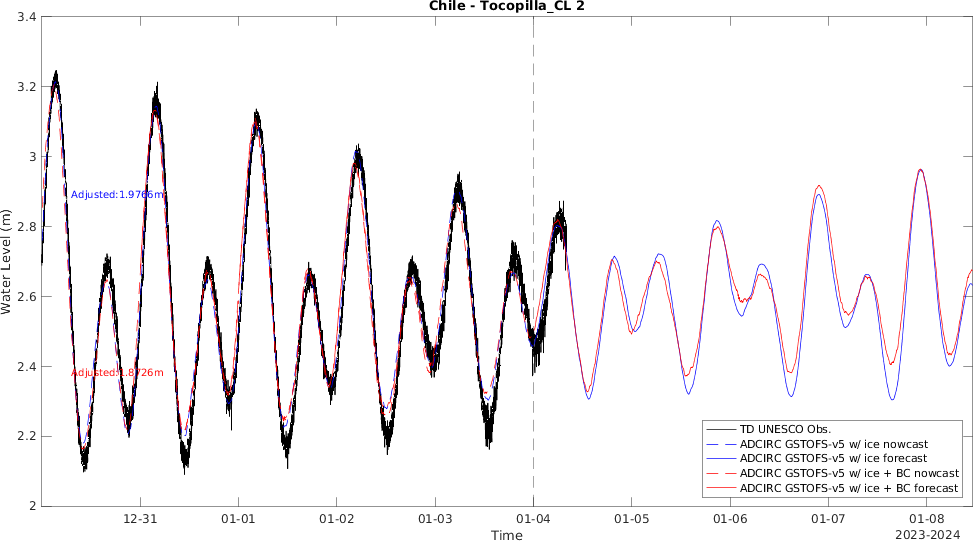 Chile - Tocopilla_CL 2
Water Level (m)
3.4
3.2
3
2.8
2.6
2.4
2.2
2
Adjusted:1.9766m
Adjusted:1.8726m
TD UNESCO Obs.
ADCIRC GSTOFS-v5 w/ ice nowcast
ADCIRC GSTOFS-v5 w/ ice forecast
ADCIRC GSTOFS-v5 w/ ice + BC nowcast
ADCIRC GSTOFS-v5 w/ ice + BC forecast
12-31 01-01 01-02 01-03 01-04 01-05 01-06 01-07 01-08
Time
2023-2024